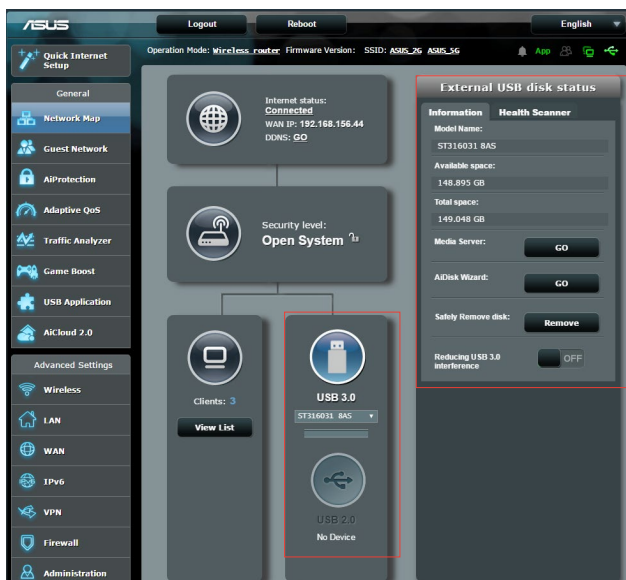 ASUS
Logout
Reboot
English
Quick Internet
Setup
Operation Mode: Wireless router Firmware Version: SSID: ASUS_2G ASUS_5G
App
General
Network Map
Guest Network
AiProtection
Adaptive QoS
Traffic Analyzer
Game Boost
USB Application
AiCloud 2.0
Advanced Settings
Wireless
LAN
WAN
IPv6
VPN
Firewall
Administration
Internet status:
Connected
WAN IP: 192.168.156.44
DDNS: GO
Security level:
Open System
Clients: 3
View List
USB 3.0
ST316031 8AS
USB 2.0
No Device
External USB disk status
Information
Health Scanner
Model Name:
ST316031 8AS
Available space:
148.895 GB
Total space:
149.048 GB
Media Server:
GO
AiDisk Wizard:
GO
Safely Remove disk:
Remove
Reducing USB 3.0
interference
OFF